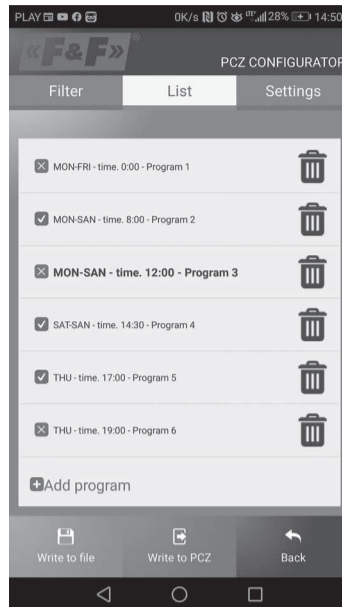 PLAY 0K/s LTE 28% 14:50
«F&F»®
PCZ CONFIGURATOR
Filter List Settings
MON-FRI - time. 0:00 - Program 1
MON-SAN - time. 8:00 - Program 2
MON-SAN - time. 12:00 - Program 3
SAT-SAN - time. 14:30 - Program 4
THU - time. 17:00 - Program 5
THU - time. 19:00 - Program 6
Add program
Write to file Write to PCZ Back